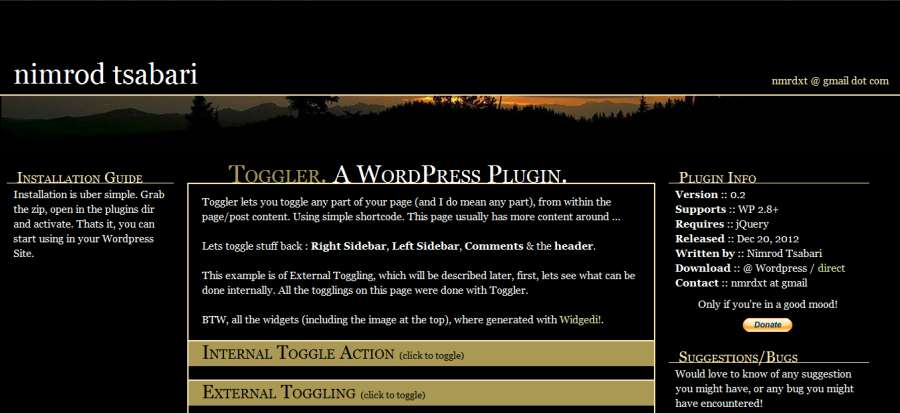 nimrod tsabari
nmrdxt @ gmail dot com
Installation Guide
Installation is uber simple. Grab
the zip, open in the plugins dir
and activate. Thats it, you can
start using in your Wordpress
Site.
Toggler. A WordPress Plugin.
Toggler lets you toggle any part of your page (and I do mean any part), from within the
page/post content. Using simple shortcode. This page usually has more content around ...
Lets toggle stuff back : Right Sidebar, Left Sidebar, Comments & the header.
This example is of External Toggling, which will be described later, first, lets see what can be
done internally. All the togglings on this page were done with Toggler.
BTW, all the widgets (including the image at the top), where generated with Widgedi!.
Internal Toggle Action (click to toggle)
External Toggling (click to toggle)
Plugin Info
Version :: 0.2
Supports :: WP 2.8+
Requires :: jQuery
Released :: Dec 20, 2012
Written by :: Nimrod Tsabari
Download :: @ Wordpress / direct
Contact :: nmrdxt at gmail
Only if you're in a good mood!
Donate
Suggestions/Bugs
Would love to know of any suggestion
you might have, or any bug you might
have encountered!